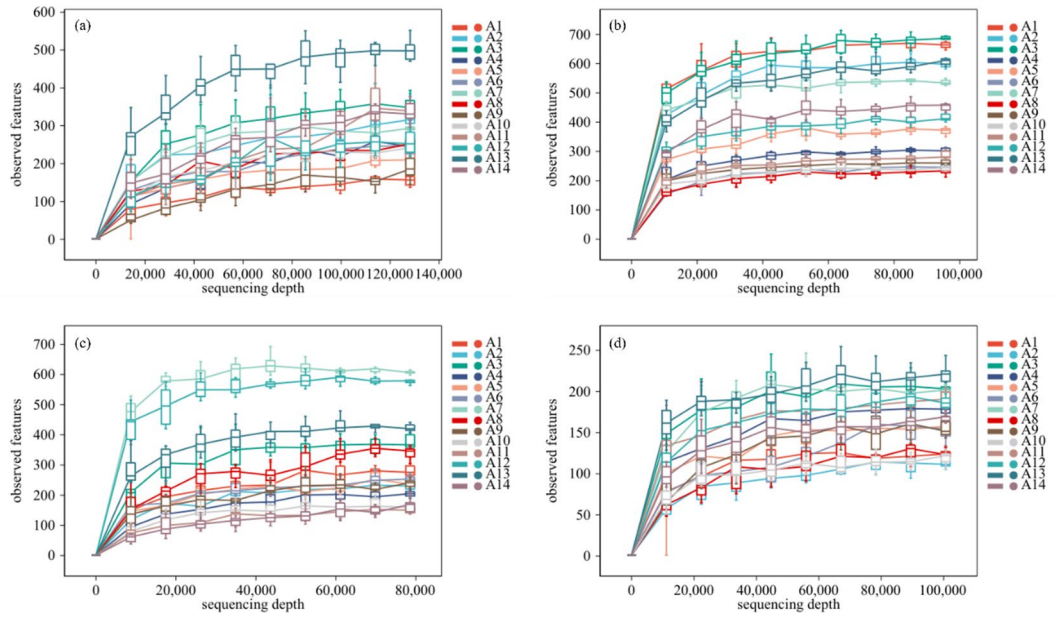 (a)
600
500
400
300
200
100
0
observed features
0
20,000
40,000
60,000
80,000
100,000
120,000
140,000
sequencing depth
A1
A2
A3
A4
A5
A6
A7
A8
A9
A10
A11
A12
A13
A14
(b)
700
600
500
400
300
200
100
0
observed features
0
20,000
40,000
60,000
80,000
100,000
sequencing depth
A1
A2
A3
A4
A5
A6
A7
A8
A9
A10
A11
A12
A13
A14
(c)
700
600
500
400
300
200
100
0
observed features
0
20,000
40,000
60,000
80,000
sequencing depth
A1
A2
A3
A4
A5
A6
A7
A8
A9
A10
A11
A12
A13
A14
(d)
250
200
150
100
50
0
observed features
0
20,000
40,000
60,000
80,000
100,000
sequencing depth
A1
A2
A3
A4
A5
A6
A7
A8
A9
A10
A11
A12
A13
A14